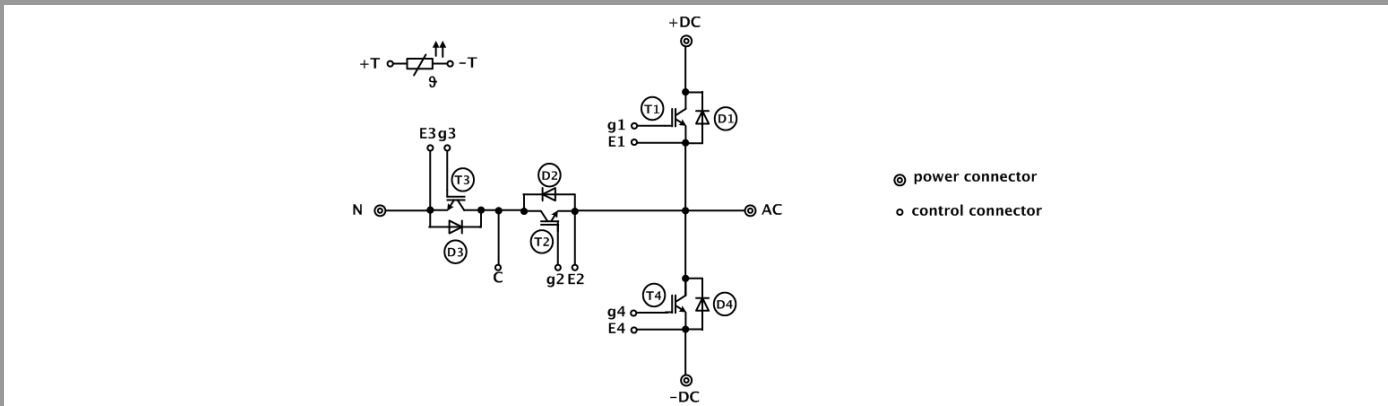 +DC
+T
-T
ϑ
T1
D1
g1
E1
E3 g3
T3
D2
power connector
N
AC
control connector
D3
T2
C
g2 E2
T4
D4
g4
E4
-DC